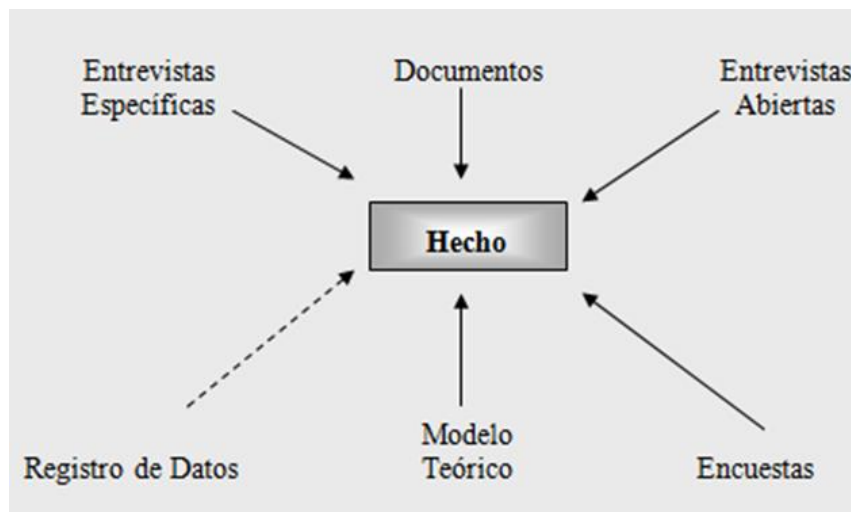 Entrevistas
Específicas
Documentos
Entrevistas
Abiertas
Hecho
Registro de Datos
Modelo
Teórico
Encuestas